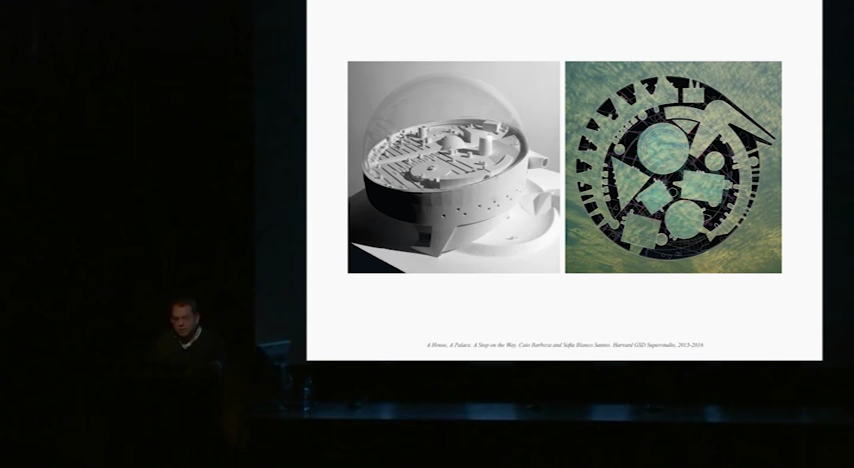 A House, A Palace. A Stop on the Way. Caio Barboza and Sofia Blanco Santos. Harvard GSD Superstudio, 2015-2016